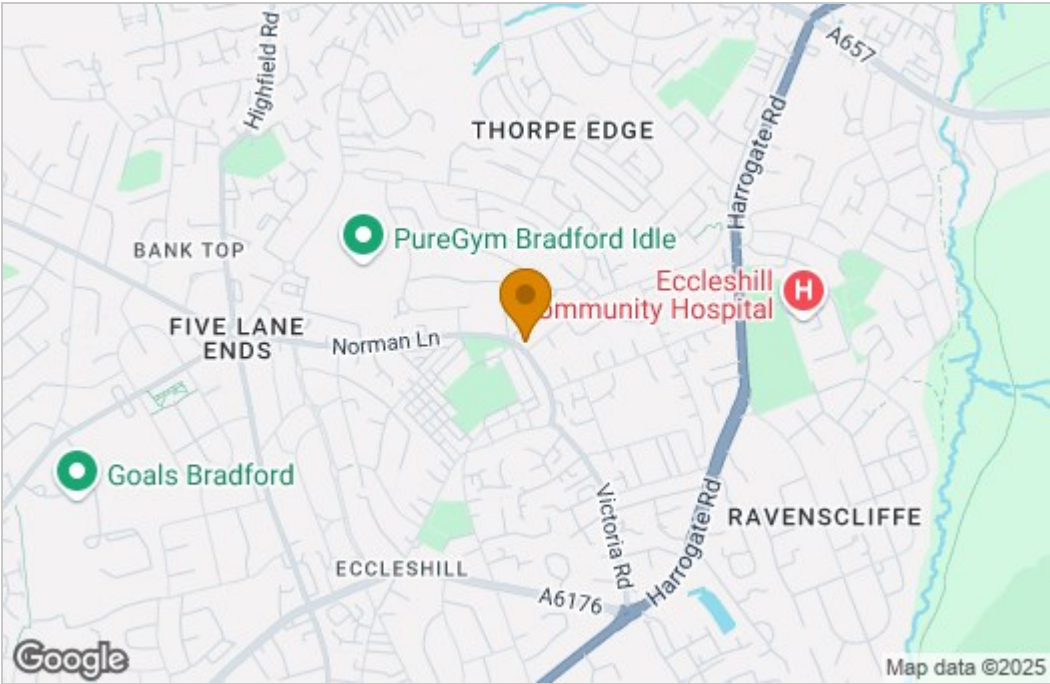 Highfield Rd
A657
THORPE EDGE
Harrogate Rd
PureGym Bradford Idle
BANK TOP
Eccleshill
ommunity Hospital
H
FIVE LANE
ENDS
Norman Ln
Goals Bradford
Victoria Rd
Harrogate Rd
RAVENSCLIFFE
ECCLESHILL
A6176
Google
Map data ©2025